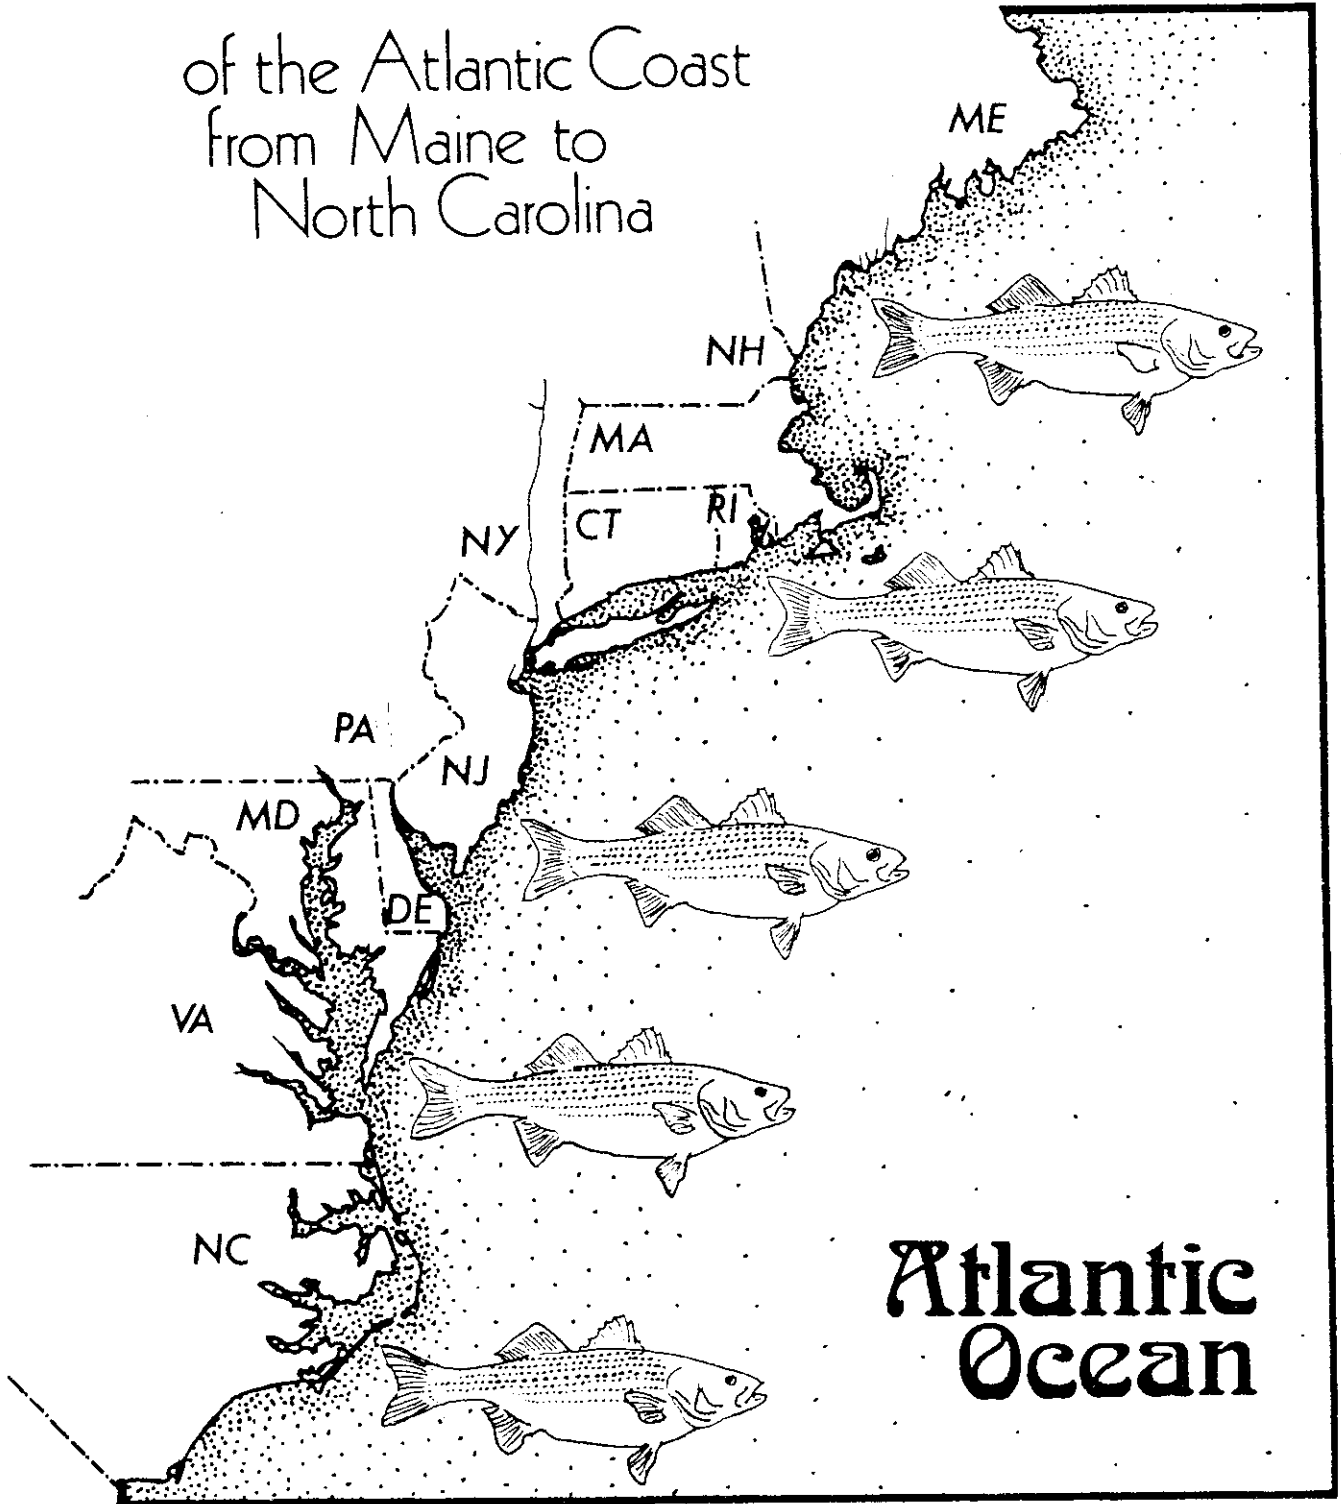 of the Atlantic Coast
from Maine to
North Carolina
ME
NH
MA
CT
RI
NY
PA
NJ
MD
DE
VA
NC
Atlantic
Ocean